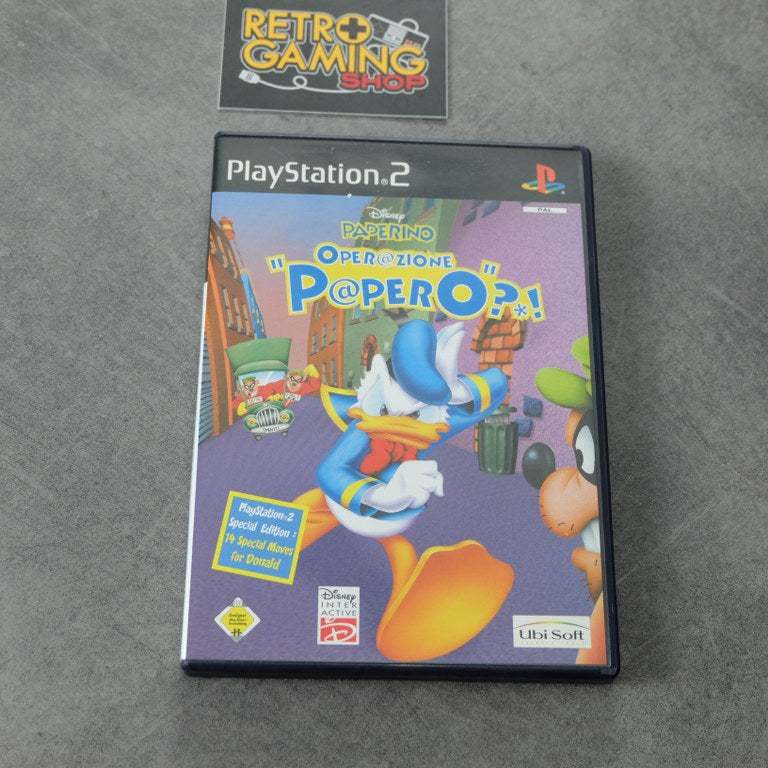 RETRO
GAMING
SHOP
PlayStation®2
PAL
Disney
PAPERINO
OPER@ZIONE
"P@PERO"?*!
PlayStation®2
Special Edition :
14 Special Moves
for Donald
Disney
INTER
ACTIVE
Ubi Soft